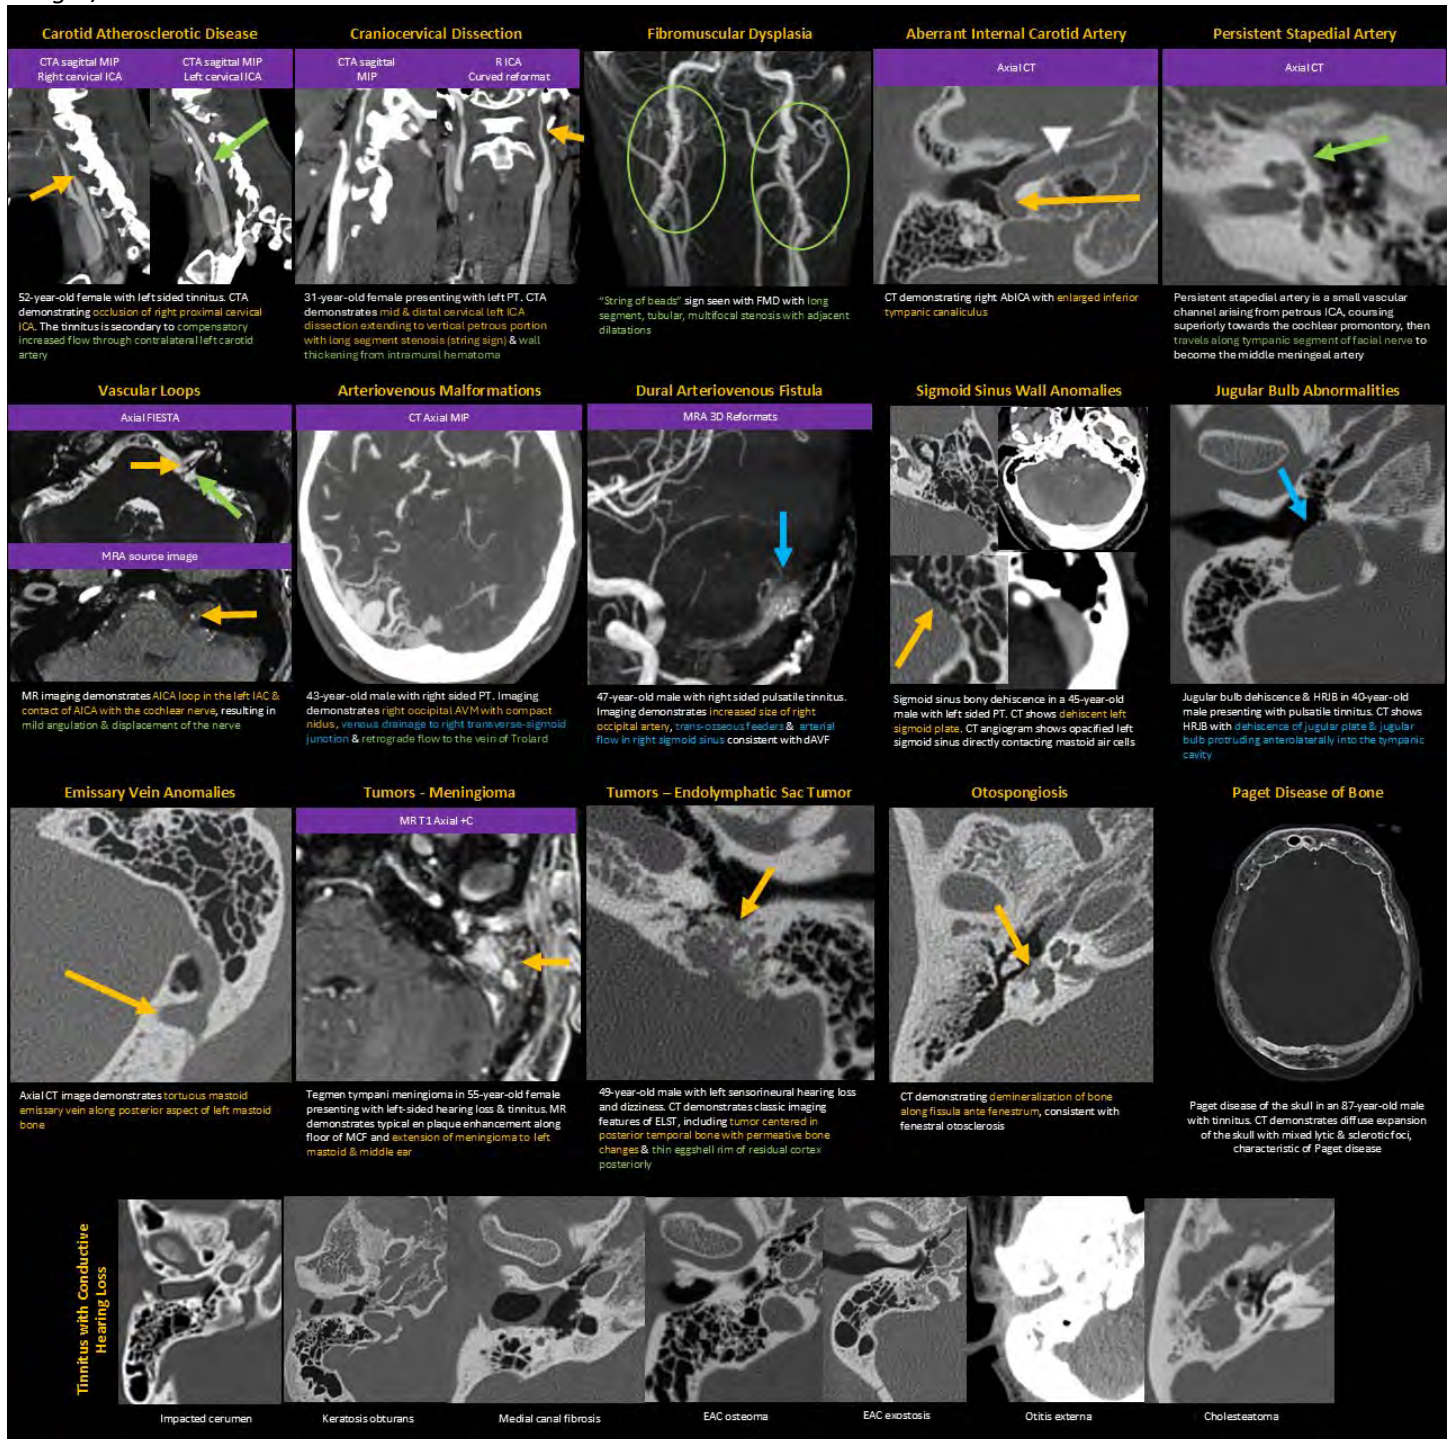 Carotid Atherosclerotic Disease
CTA sagittal MIP
Right cervical ICA
CTA sagittal MIP
Left cervical ICA
52-year-old female with left sided tinnitus. CTA
demonstrating occlusion of right proximal cervical
ICA. The tinnitus is secondary to compensatory
increased flow through contralateral left carotid
artery
Craniocervical Dissection
CTA sagittal
MIP
R ICA
Curved reformat
31-year-old female presenting with left PT. CTA
demonstrates mid & distal cervical left ICA
dissection extending to vertical petrous portion
with long segment stenosis (string sign) & wall
thickening from intramural hematoma
Fibromuscular Dysplasia
"String of beads" sign seen with FMD with long
segment, tubular, multifocal stenosis with adjacent
dilatations
Aberrant Internal Carotid Artery
Axial CT
CT demonstrating right AbICA with enlarged inferior
tympanic canaliculus
Persistent Stapedial Artery
Axial CT
Persistent stapedial artery is a small vascular
channel arising from petrous ICA, coursing
superiorly towards the cochlear promontory, then
travels along tympanic segment of facial nerve to
become the middle meningeal artery
Vascular Loops
Axial FIESTA
MRA source image
MR imaging demonstrates AICA loop in the left IAC &
contact of AICA with the cochlear nerve, resulting in
mild angulation & displacement of the nerve
Arteriovenous Malformations
CT Axial MIP
43-year-old male with right sided PT. Imaging
demonstrates right occipital AVM with compact
nidus, venous drainage to right transverse-sigmoid
junction & retrograde flow to the vein of Trolard
Dural Arteriovenous Fistula
MRA 3D Reformats
47-year-old male with right sided pulsatile tinnitus.
Imaging demonstrates increased size of right
occipital artery, trans-osseous feeders & arterial
flow in right sigmoid sinus consistent with dAVF
Sigmoid Sinus Wall Anomalies
Sigmoid sinus bony dehiscence in a 45-year-old
male with left sided PT. CT shows dehiscent left
sigmoid plate. CT angiogram shows opacified left
sigmoid sinus directly contacting mastoid air cells
Jugular Bulb Abnormalities
Jugular bulb dehiscence & HRJB in 40-year-old
male presenting with pulsatile tinnitus. CT shows
HRJB with dehiscence of jugular plate & jugular
bulb protruding anterolaterally into the tympanic
cavity
Emissary Vein Anomalies
Axial CT image demonstrates tortuous mastoid
emissary vein along posterior aspect of left mastoid
bone
Tumors - Meningioma
MR T1 Axial +C
Tegmen tympani meningioma in 55-year-old female
presenting with left-sided hearing loss & tinnitus. MR
demonstrates typical en plaque enhancement along
floor of MCF and extension of meningioma to left
mastoid & middle ear
Tumors – Endolymphatic Sac Tumor
49-year-old male with left sensorineural hearing loss
and dizziness. CT demonstrates classic imaging
features of ELST, including tumor centered in
posterior temporal bone with permeative bone
changes & thin eggshell rim of residual cortex
posteriorly
Otospongiosis
CT demonstrating demineralization of bone
along fissula ante fenestrum, consistent with
fenestral otosclerosis
Paget Disease of Bone
Paget disease of the skull in an 87-year-old male
with tinnitus. CT demonstrates diffuse expansion
of the skull with mixed lytic & sclerotic foci,
characteristic of Paget disease
Tinnitus with Conductive
Hearing Loss
Impacted cerumen
Keratosis obturans
Medial canal fibrosis
EAC osteoma
EAC exostosis
Otitis externa
Cholesteatoma